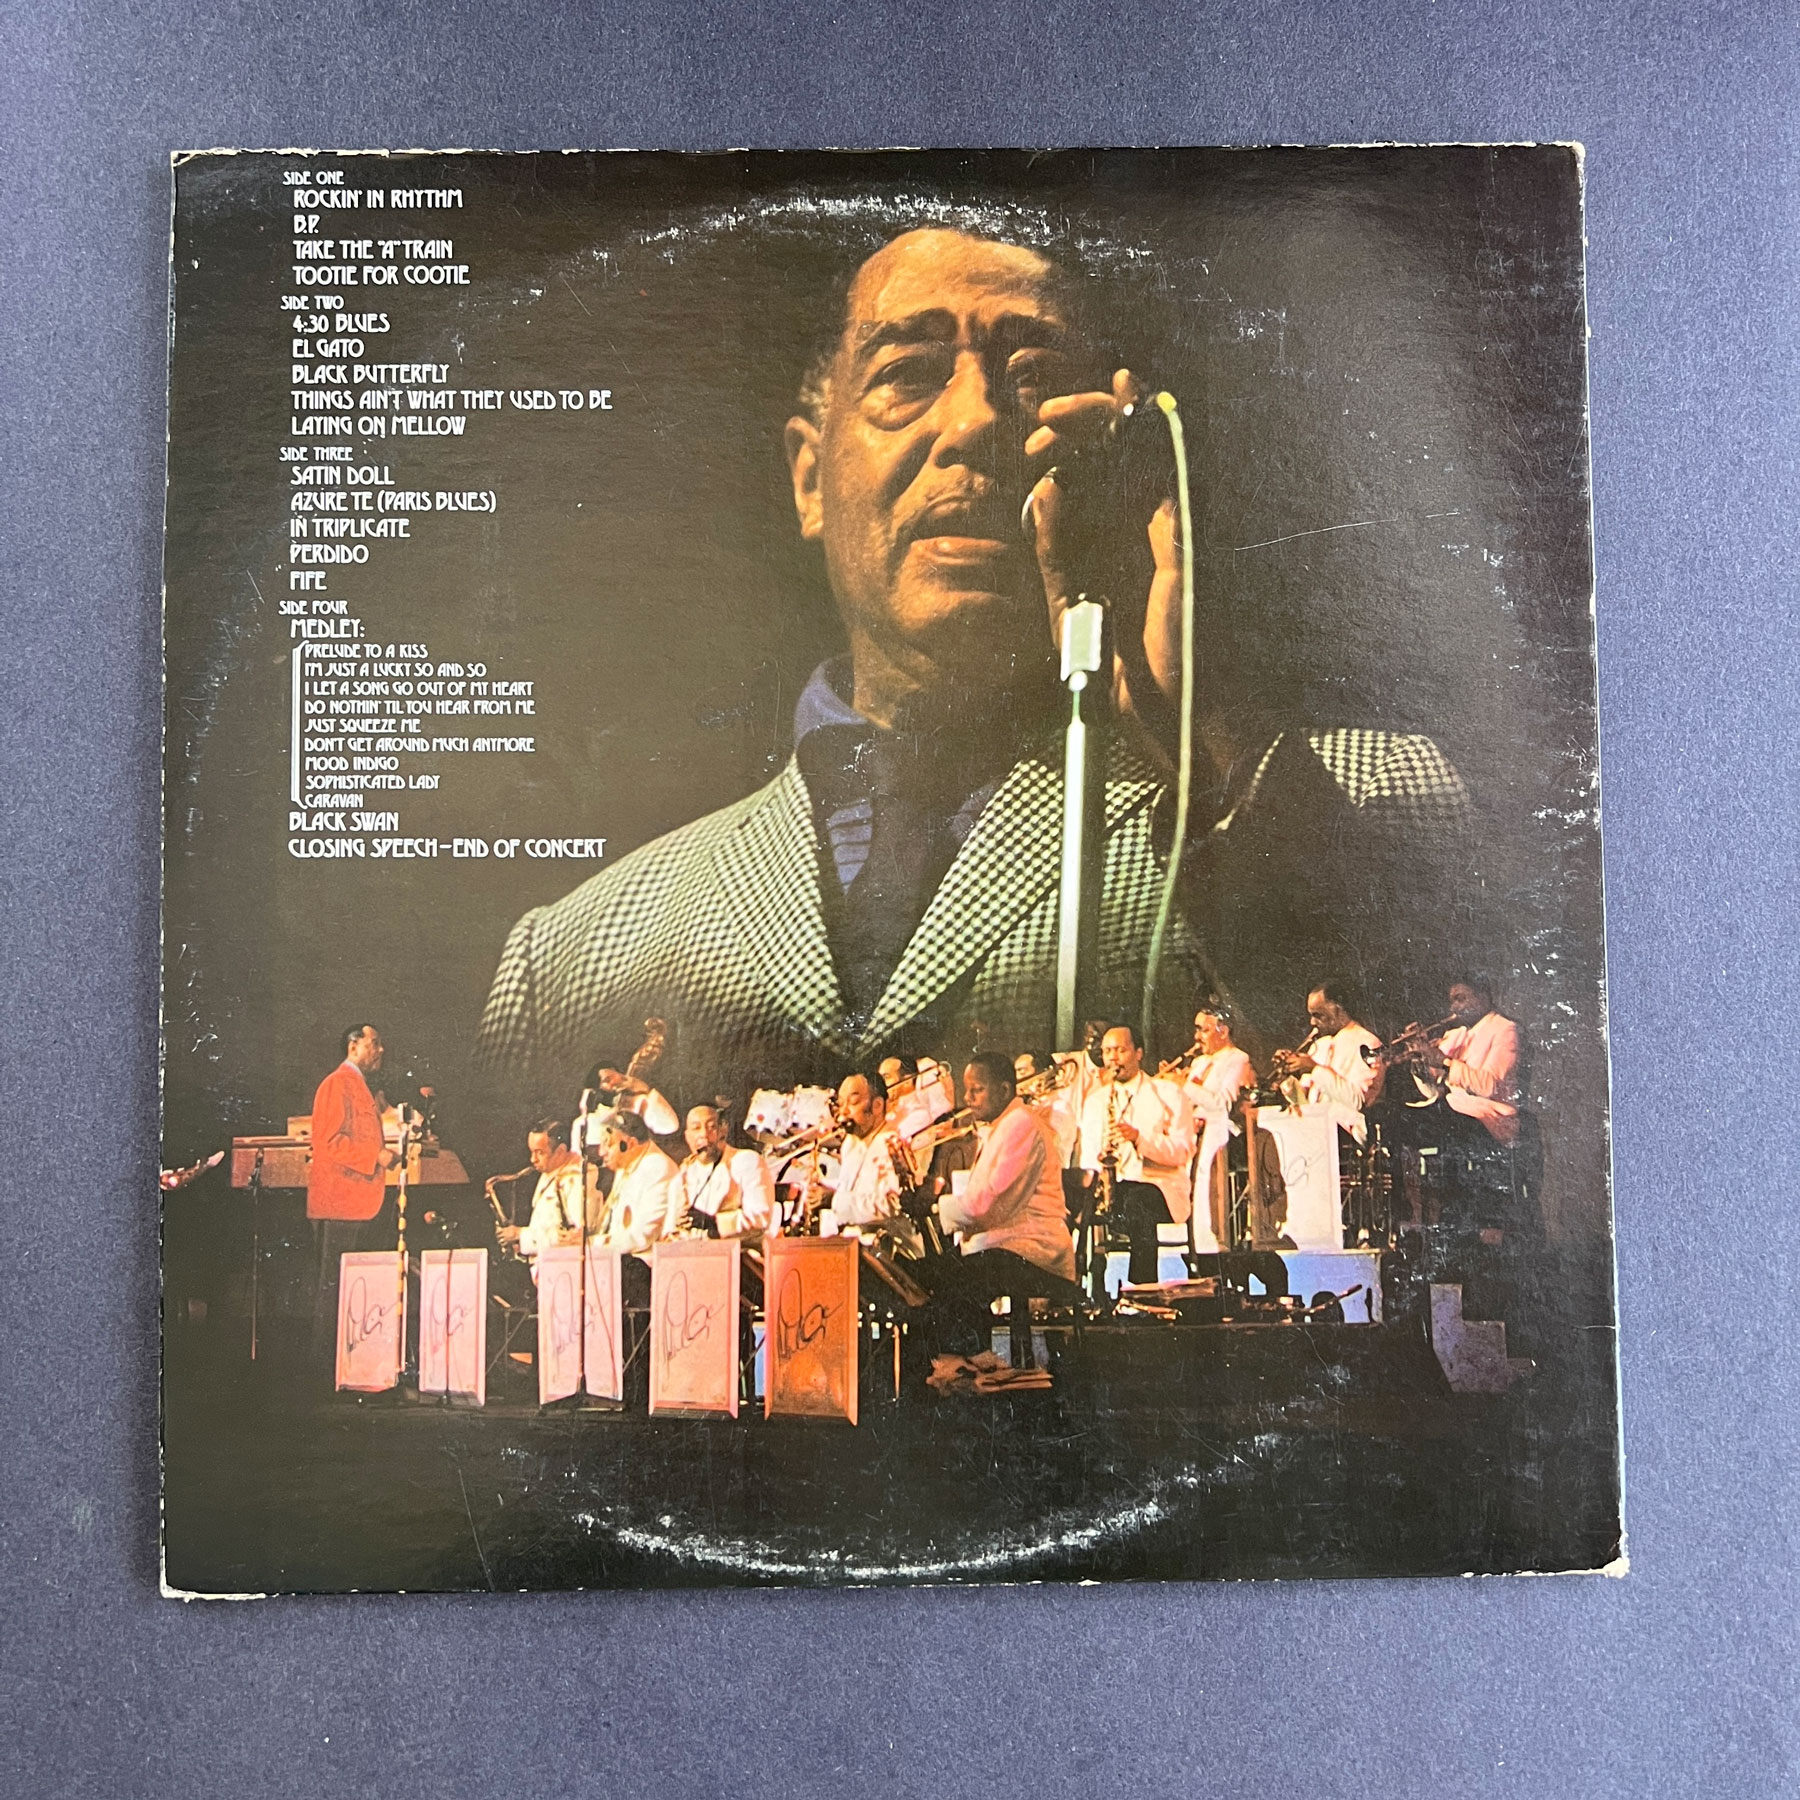 SIDE ONE
ROCKIN' IN RHYTHM
B.P.
TAKE THE "A" TRAIN
TOOTIE FOR COOTIE
SIDE TWO
4:30 BLUES
EL GATO
BLACK BUTTERFLY
THINGS AIN'T WHAT THEY USED TO BE
LAYING ON MELLOW
SIDE THREE
SATIN DOLL
AZURE TE (PARIS BLUES)
IN TRIPLICATE
PERDIDO
FIFE
SIDE FOUR
MEDLEY:
PRELUDE TO A KISS
I'M JUST A LUCKY SO AND SO
I LET A SONG GO OUT OF MY HEART
DO NOTHIN' TIL YOU HEAR FROM ME
JUST SQUEEZE ME
DON'T GET AROUND MUCH ANYMORE
MOOD INDIGO
SOPHISTICATED LADY
CARAVAN
BLACK SWAN
CLOSING SPEECH-END OF CONCERT